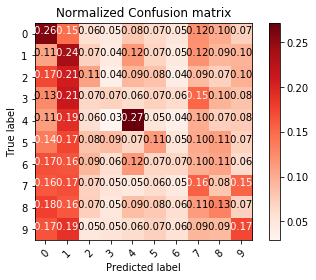 Normalized Confusion matrix
0 0.26 0.15 0.06 0.05 0.08 0.07 0.05 0.12 0.10 0.07
1 0.11 0.24 0.07 0.04 0.12 0.07 0.05 0.12 0.09 0.10
2 0.17 0.21 0.11 0.04 0.09 0.08 0.04 0.09 0.07 0.10
3 0.13 0.21 0.07 0.07 0.06 0.07 0.06 0.15 0.10 0.08
4 0.11 0.19 0.06 0.03 0.27 0.05 0.04 0.10 0.07 0.08
5 0.14 0.17 0.08 0.09 0.07 0.11 0.05 0.10 0.11 0.07
6 0.17 0.16 0.09 0.06 0.12 0.07 0.07 0.10 0.11 0.06
7 0.16 0.17 0.05 0.05 0.05 0.06 0.07 0.16 0.08 0.15
8 0.18 0.16 0.07 0.05 0.09 0.08 0.06 0.11 0.13 0.07
9 0.17 0.19 0.05 0.04 0.05 0.06 0.07 0.09 0.09 0.17
0 1 2 3 4 5 6 7 8 9
True label
Predicted label
0.25
0.20
0.15
0.10
0.05